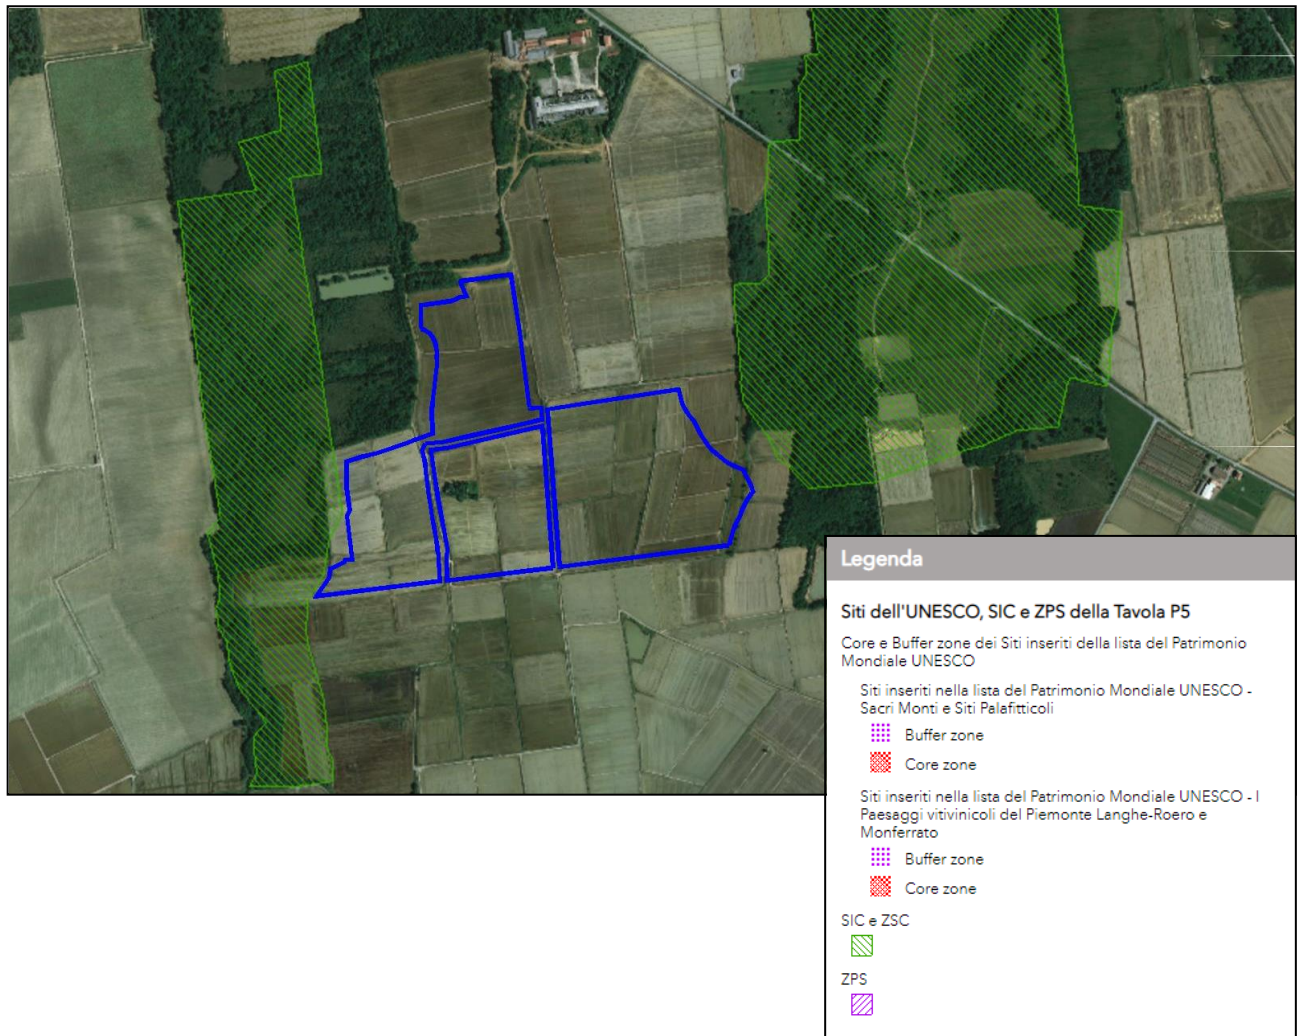 Legenda
Siti dell'UNESCO, SIC e ZPS della Tavola P5
Core e Buffer zone dei Siti inseriti della lista del Patrimonio
Mondiale UNESCO
Siti inseriti nella lista del Patrimonio Mondiale UNESCO -
Sacri Monti e Siti Palafitticoli
Buffer zone
Core zone
Siti inseriti nella lista del Patrimonio Mondiale UNESCO - I
Paesaggi vitivinicoli del Piemonte Langhe-Roero e
Monferrato
Buffer zone
Core zone
SIC e ZSC
ZPS